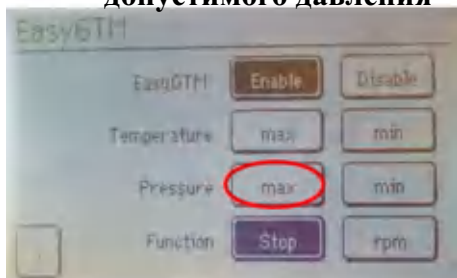 допустимого давления
EasyGTM
EasyGTM Enable Disable
Temperature max min
Pressure max min
Function Stop rpm